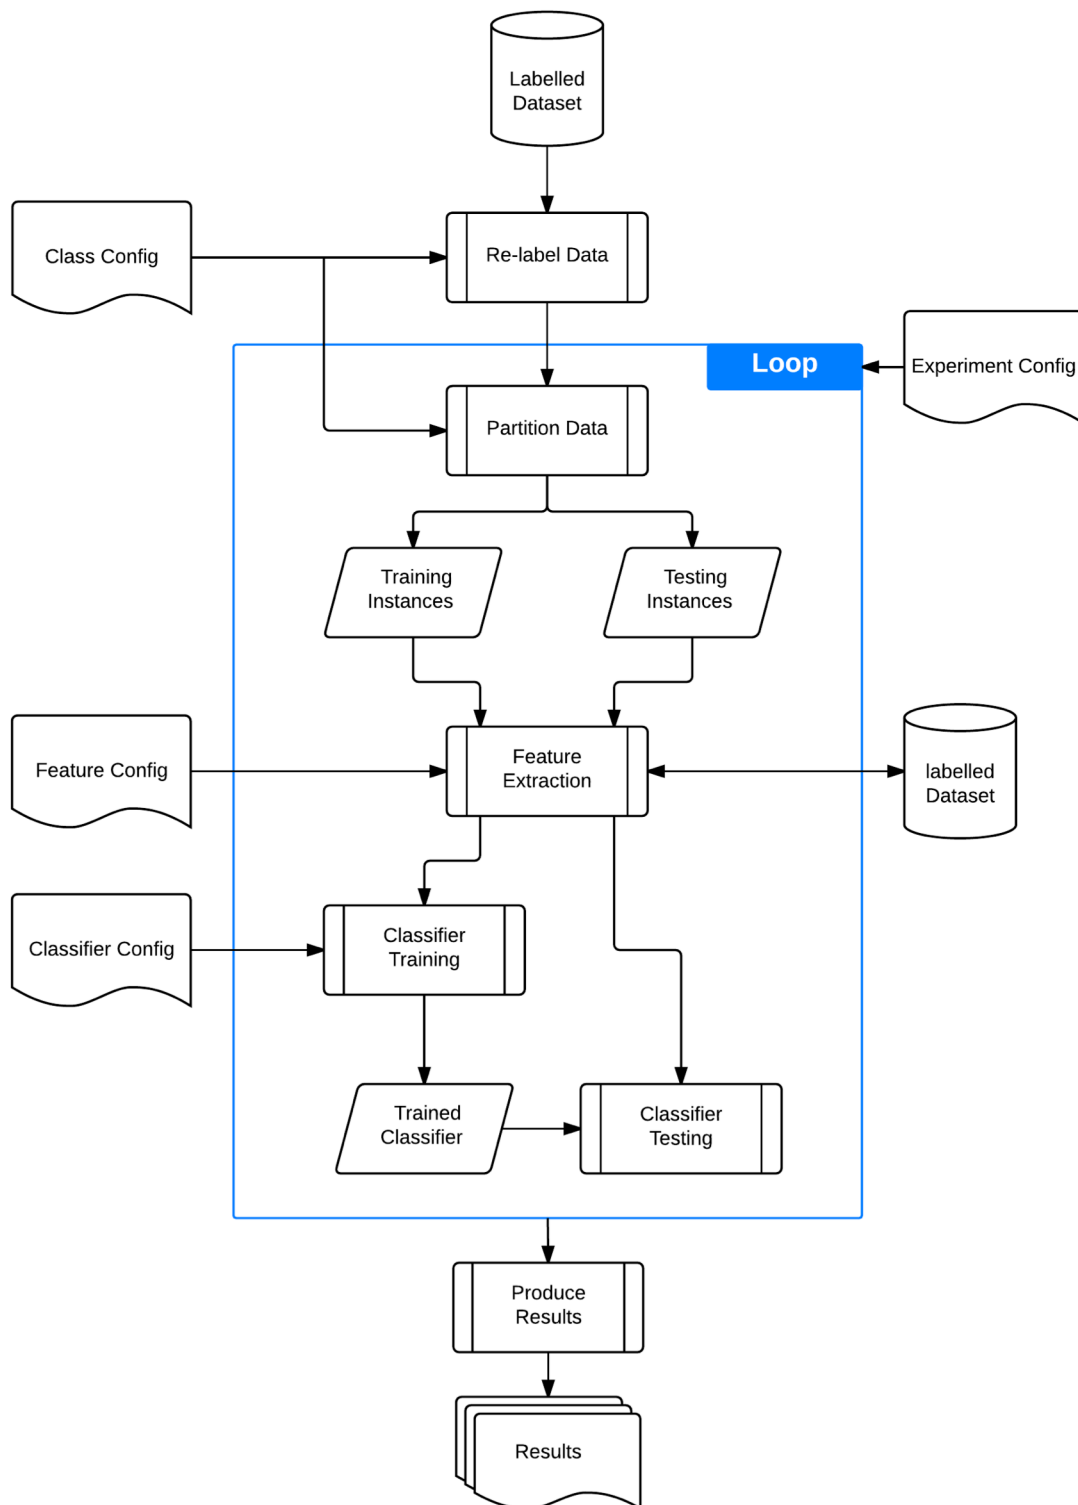 Labelled
Dataset
Class Config
Re-label Data
Loop
Experiment Config
Partition Data
Training
Instances
Testing
Instances
Feature Config
Feature
Extraction
labelled
Dataset
Classifier Config
Classifier
Training
Trained
Classifier
Classifier
Testing
Produce
Results
Results